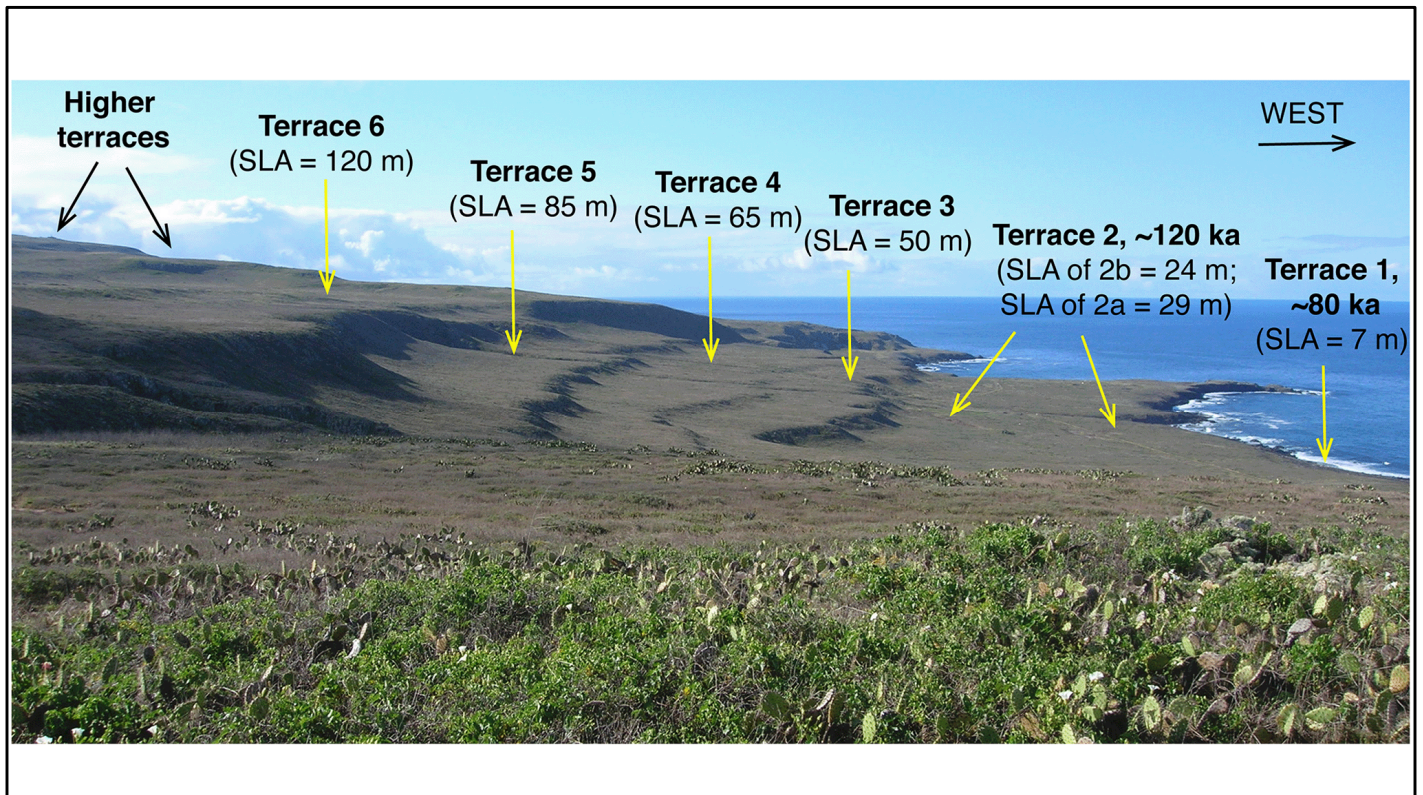 Higher
terraces
Terrace 6
(SLA = 120 m)
Terrace 5
(SLA = 85 m)
Terrace 4
(SLA = 65 m)
Terrace 3
(SLA = 50 m)
Terrace 2, ~120 ka
(SLA of 2b = 24 m;
SLA of 2a = 29 m)
WEST
Terrace 1,
~80 ka
(SLA = 7 m)